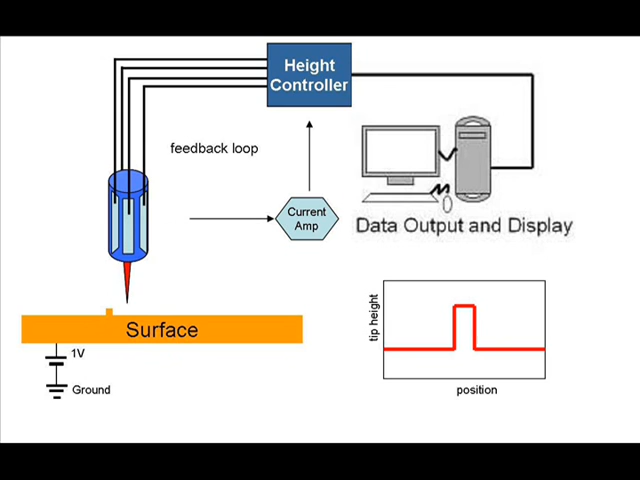 Height
Controller
feedback loop
Current
Amp
Data Output and Display
Surface
1V
Ground
tip height
position